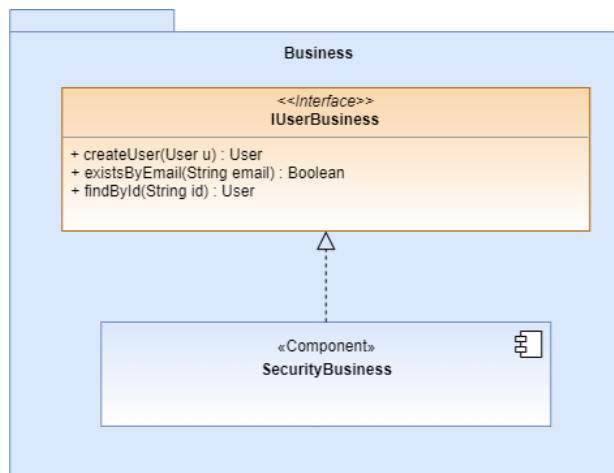 Business
<<Interface>>
IUserBusiness
+ createUser(User u) : User
+ existsByEmail(String email) : Boolean
+ findById(String id) : User
«Component»
SecurityBusiness